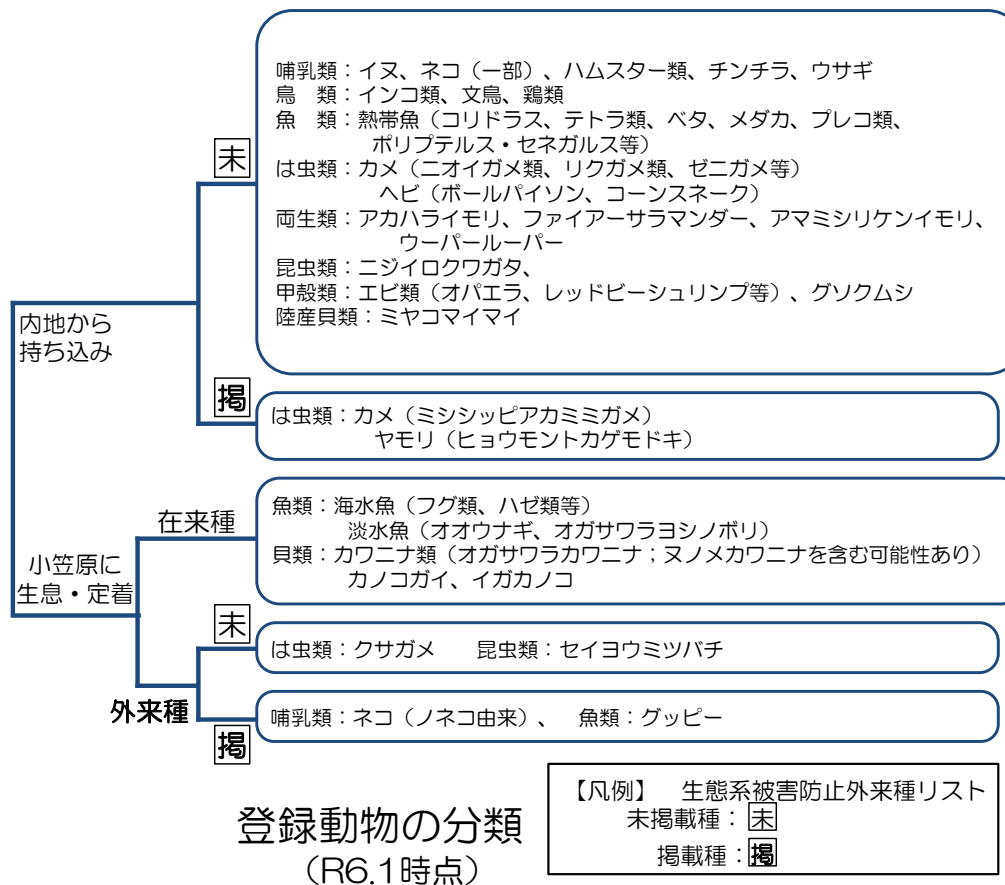 哺乳類：イヌ、ネコ（一部）、ハムスター類、チンチラ、ウサギ
鳥　類：インコ類、文鳥、鶏類
魚　類：熱帯魚（コリドラス、テトラ類、ベタ、メダカ、プレコ類、
ポリプテルス・セネガルス等）
は虫類：カメ（ニオイガメ類、リクガメ類、ゼニガメ等）
ヘビ（ボールパイソン、コーンスネーク）
両生類：アカハライモリ、ファイアーサラマンダー、アマミシリケンイモリ、
ウーパールーパー
昆虫類：ニジイロクワガタ、
甲殻類：エビ類（オパエラ、レッドビーシュリンプ等）、グソクムシ
陸産貝類：ミヤコマイマイ
未
内地から
持ち込み
掲
は虫類：カメ（ミシシッピアカミミガメ）
ヤモリ（ヒョウモントカゲモドキ）
在来種
魚類：海水魚（フグ類、ハゼ類等）
淡水魚（オオウナギ、オガサワラヨシノボリ）
貝類：カワニナ類（オガサワラカワニナ；ヌノメカワニナを含む可能性あり）
カノコガイ、イガカノコ
小笠原に
生息・定着
未
は虫類：クサガメ　　昆虫類：セイヨウミツバチ
外来種
掲
哺乳類：ネコ（ノネコ由来）、　魚類：グッピー
登録動物の分類
（R6.1時点）
【凡例】　生態系被害防止外来種リスト
未掲載種：未
掲載種：掲